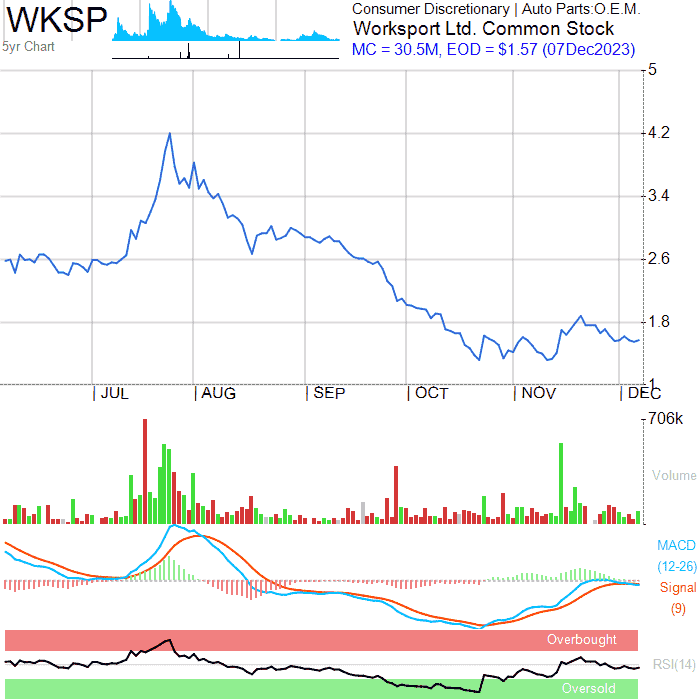 WKSP
5yr Chart
Consumer Discretionary | Auto Parts:O.E.M.
Worksport Ltd. Common Stock
MC = 30.5M, EOD = $1.57 (07Dec2023)
5
4.2
3.4
2.6
1.8
1
JUL AUG SEP OCT NOV DEC
706k
Volume
MACD
(12-26)
Signal
(9)
Overbought
RSI(14)
Oversold